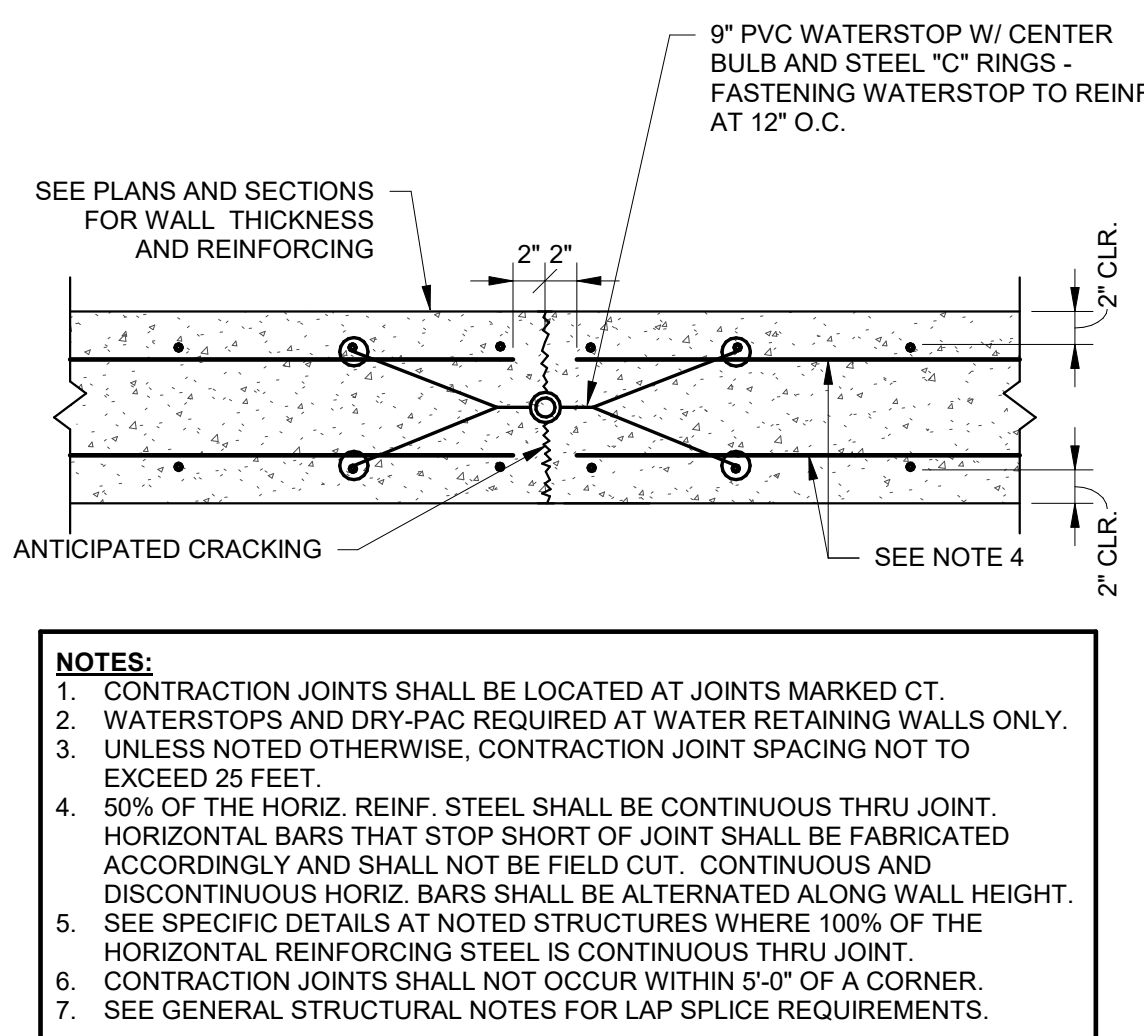 9" PVC WATERSTOP W/ CENTER
BULB AND STEEL "C" RINGS -
FASTENING WATERSTOP TO REINF
AT 12" O.C.
SEE PLANS AND SECTIONS
FOR WALL THICKNESS
AND REINFORCING
2" 2"
2" CLR.
2" CLR.
ANTICIPATED CRACKING
SEE NOTE 4
NOTES:
1. CONTRACTION JOINTS SHALL BE LOCATED AT JOINTS MARKED CT.
2. WATERSTOPS AND DRY-PAC REQUIRED AT WATER RETAINING WALLS ONLY.
3. UNLESS NOTED OTHERWISE, CONTRACTION JOINT SPACING NOT TO
EXCEED 25 FEET.
4. 50% OF THE HORIZ. REINF. STEEL SHALL BE CONTINUOUS THRU JOINT.
HORIZONTAL BARS THAT STOP SHORT OF JOINT SHALL BE FABRICATED
ACCORDINGLY AND SHALL NOT BE FIELD CUT. CONTINUOUS AND
DISCONTINUOUS HORIZ. BARS SHALL BE ALTERNATED ALONG WALL HEIGHT.
5. SEE SPECIFIC DETAILS AT NOTED STRUCTURES WHERE 100% OF THE
HORIZONTAL REINFORCING STEEL IS CONTINUOUS THRU JOINT.
6. CONTRACTION JOINTS SHALL NOT OCCUR WITHIN 5'-0" OF A CORNER.
7. SEE GENERAL STRUCTURAL NOTES FOR LAP SPLICE REQUIREMENTS.